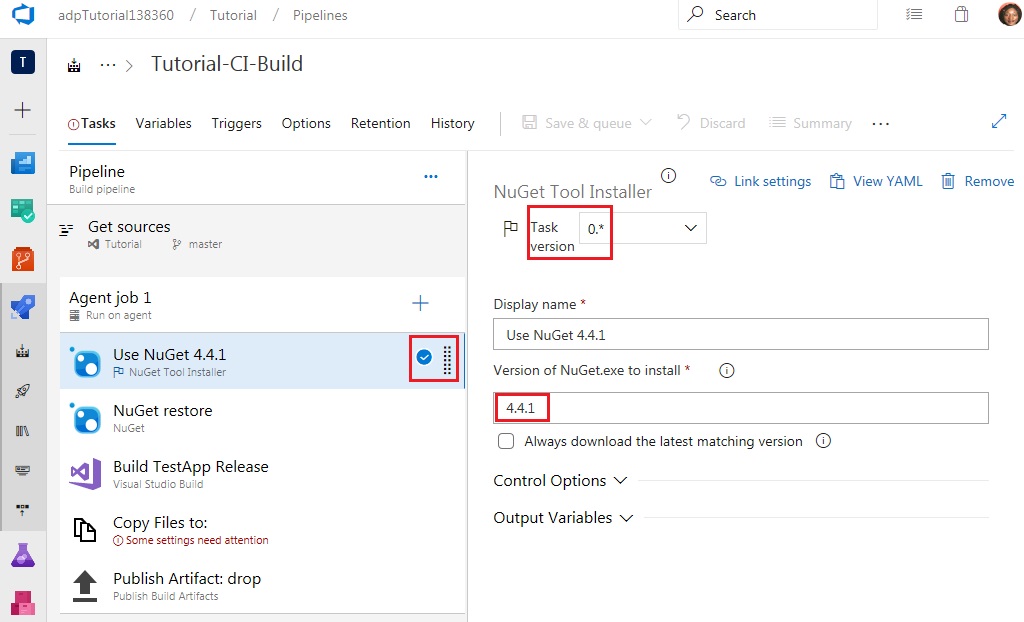 adpTutorial138360 / Tutorial / Pipelines
Search
T
... > Tutorial-CI-Build
Tasks Variables Triggers Options Retention History Save & queue Discard Summary ...
Pipeline
Build pipeline
...
Get sources
Tutorial master
Agent job 1
Run on agent
Use NuGet 4.4.1
NuGet Tool Installer
NuGet restore
NuGet
Build TestApp Release
Visual Studio Build
Copy Files to:
Some settings need attention
Publish Artifact: drop
Publish Build Artifacts
NuGet Tool Installer
Link settings View YAML Remove
Task
version
0.*
Display name *
Use NuGet 4.4.1
Version of NuGet.exe to install *
4.4.1
Always download the latest matching version
Control Options
Output Variables